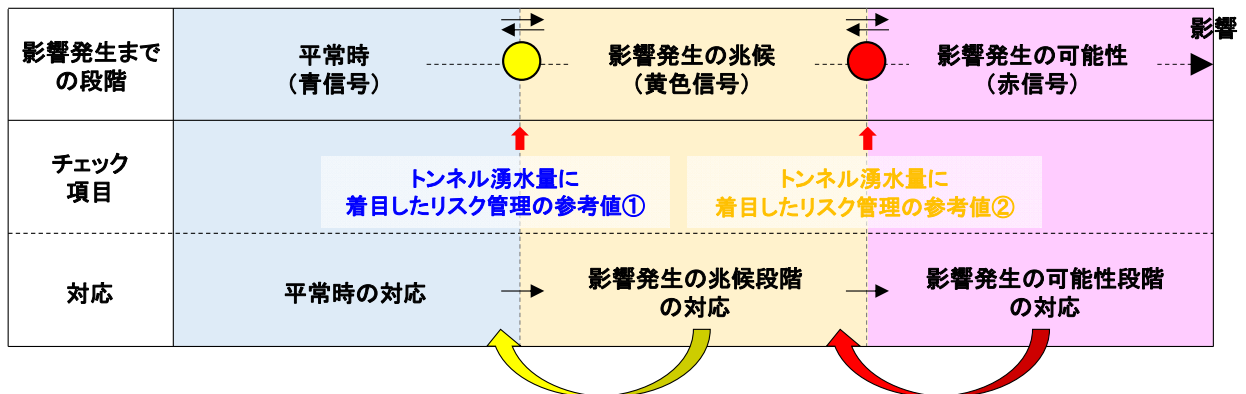 影響発生まで
の段階
平常時
（青信号）
影響発生の兆候
（黄色信号）
影響発生の可能性
（赤信号）
影響
チェック
項目
トンネル湧水量に
着目したリスク管理の参考値①
トンネル湧水量に
着目したリスク管理の参考値②
対応
平常時の対応
影響発生の兆候段階
の対応
影響発生の可能性段階
の対応